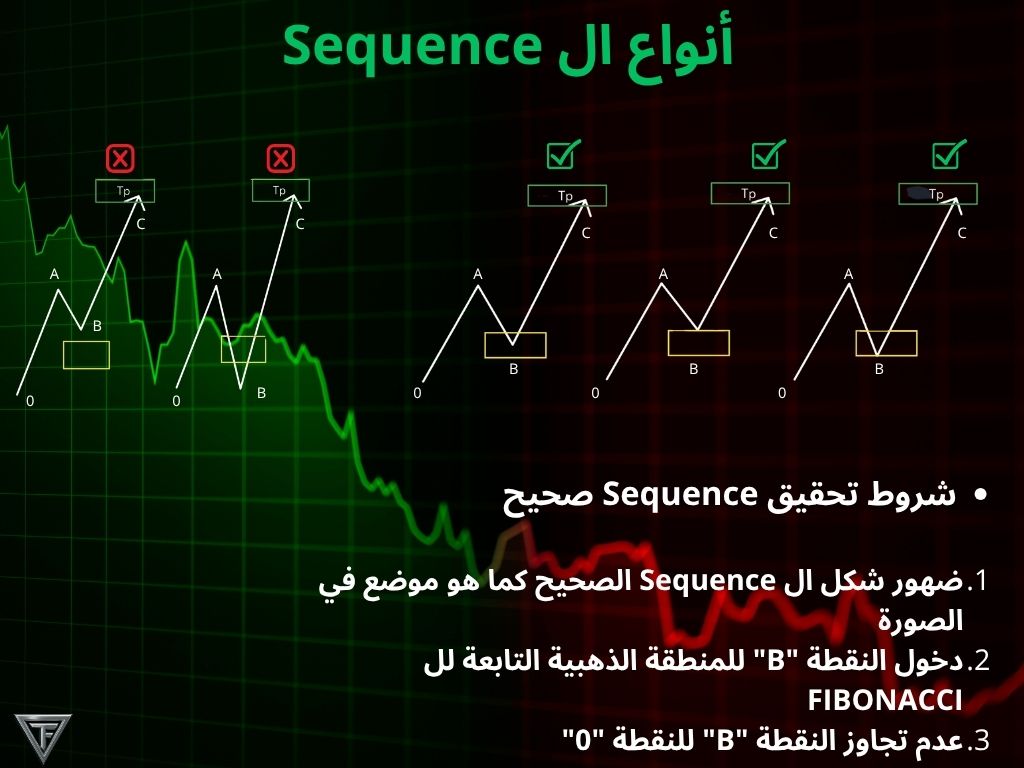 أنواع ال Sequence
Tp
Tp
Tp
Tp
Tp
C
C
C
C
C
A
A
A
A
A
B
B
B
B
B
0
0
0
0
0
• شروط تحقيق Sequence صحيح
1. ضهور شكل ال Sequence الصحيح كما هو موضع في
الصورة
2. دخول النقطة "B" للمنطقة الذهبية التابعة لل
FIBONACCI
3. عدم تجاوز النقطة "B" للنقطة "0"
TF